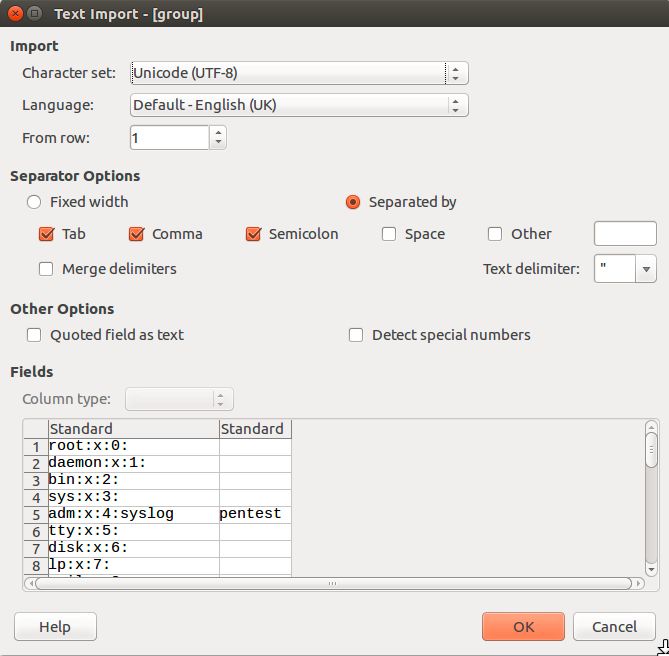 Text Import - [group]
Import
Character set: Unicode (UTF-8)
Language: Default - English (UK)
From row: 1
Separator Options
Fixed width Separated by
Tab Comma Semicolon Space Other
Merge delimiters Text delimiter: "
Other Options
Quoted field as text Detect special numbers
Fields
Column type:
Standard Standard
1 root:x:0:
2 daemon:x:1:
3 bin:x:2:
4 sys:x:3:
5 adm:x:4:syslog pentest
6 tty:x:5:
7 disk:x:6:
8 lp:x:7:
Help OK Cancel